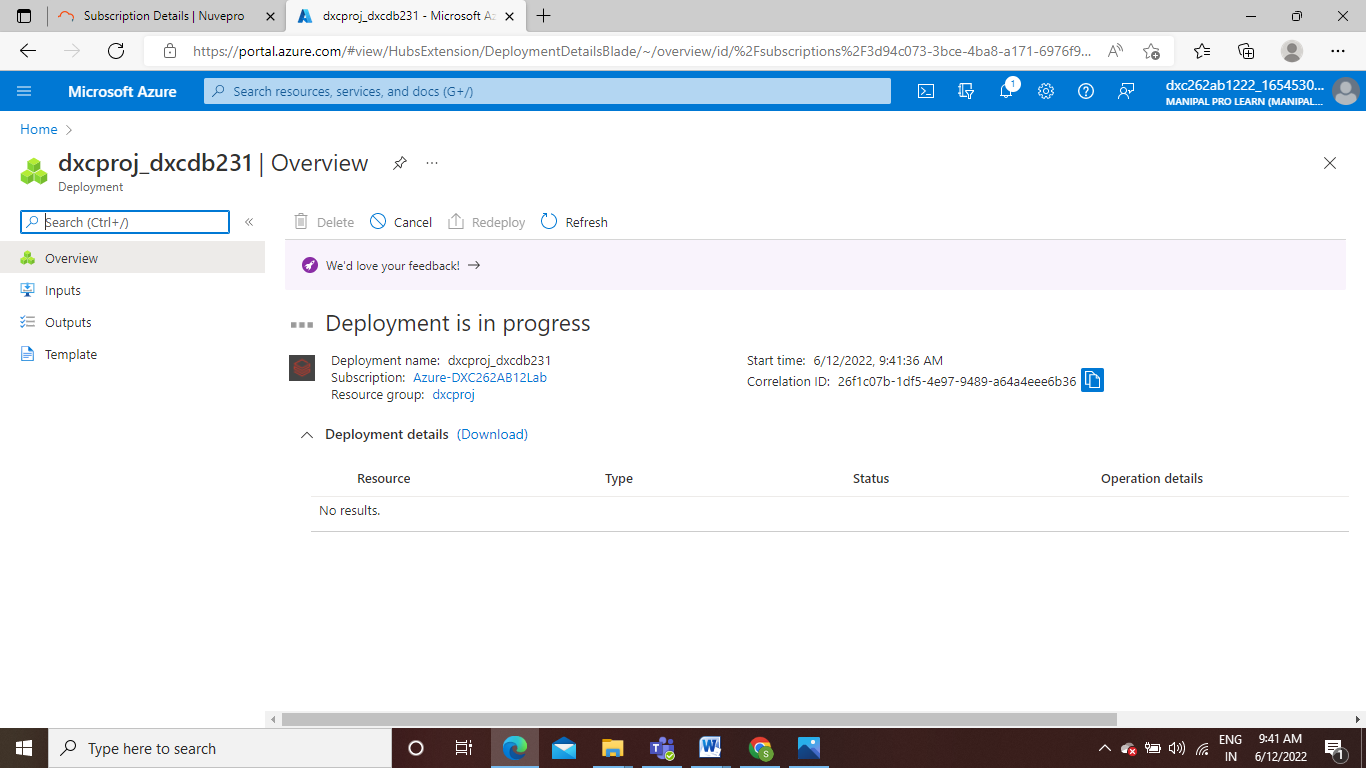 Subscription Details | Nuvepro
dxcproj_dxcdb231 - Microsoft Az
https://portal.azure.com/#view/HubsExtension/DeploymentDetailsBlade/~/overview/id/%2Fsubscriptions%2F3d94c073-3bce-4ba8-a171-6976f9...
Microsoft Azure
Search resources, services, and docs (G+/)
1
dxc262ab1222_1654530...
MANIPAL PRO LEARN (MANIPAL...
Home
dxcproj_dxcdb231 | Overview
Deployment
Search (Ctrl+/)
Delete
Cancel
Redeploy
Refresh
Overview
Inputs
Outputs
Template
We'd love your feedback!
Deployment is in progress
Deployment name: dxcproj_dxcdb231
Subscription: Azure-DXC262AB12Lab
Resource group: dxcproj
Start time: 6/12/2022, 9:41:36 AM
Correlation ID: 26f1c07b-1df5-4e97-9489-a64a4eee6b36
Deployment details (Download)
Resource Type Status Operation details
No results.
Type here to search
ENG
IN
9:41 AM
6/12/2022
1